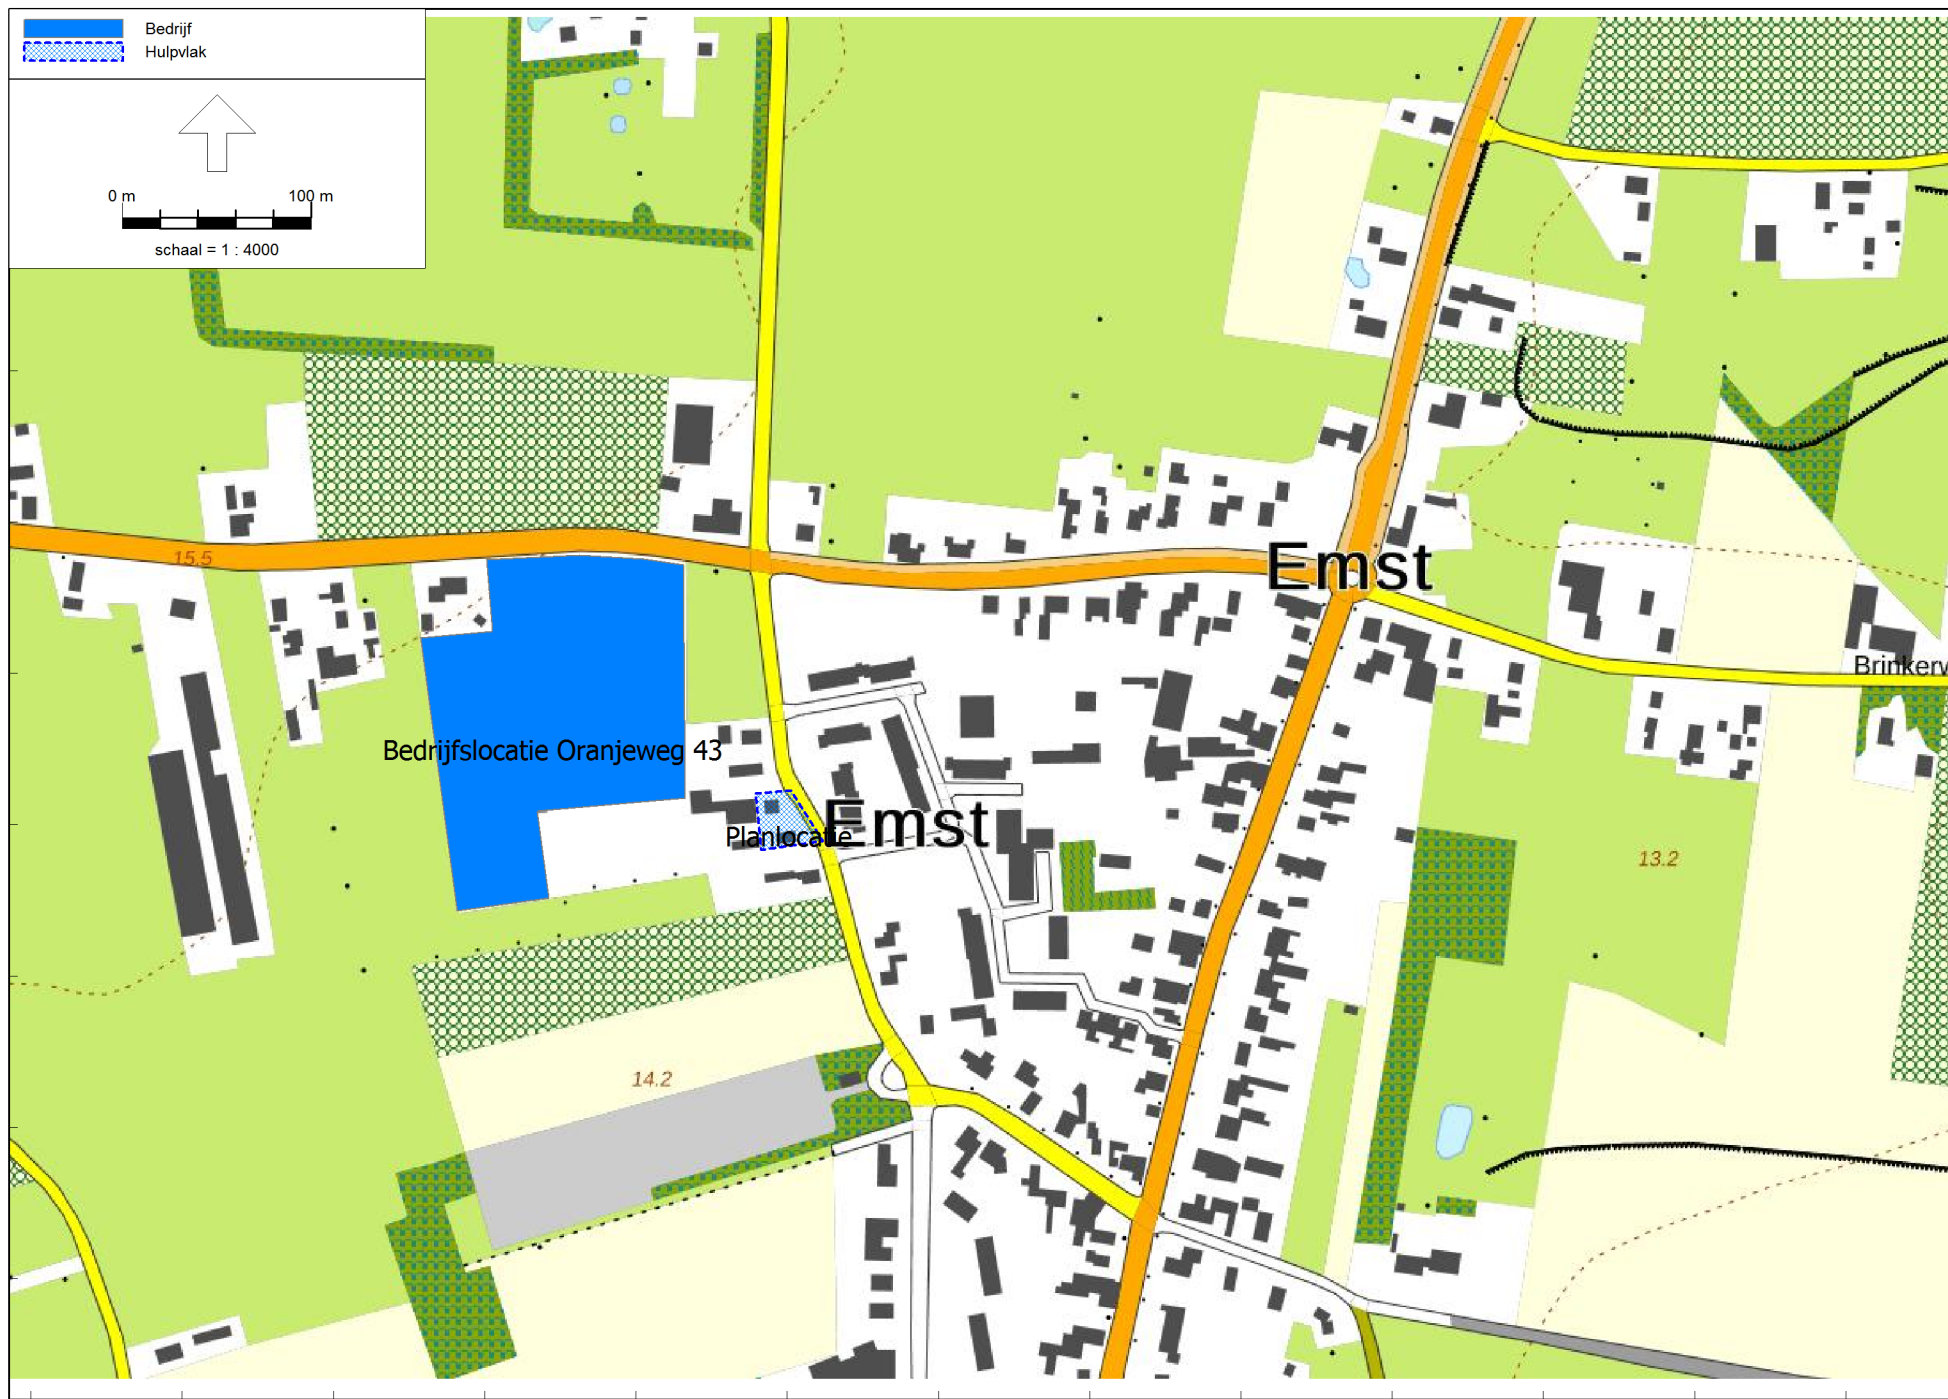 Bedrijf
Hulpvlak
0 m 100 m
schaal = 1 : 4000
15.5
Emst
Brinkerw
Bedrijfslocatie Oranjeweg 43
Planlocatie
Emst
13.2
14.2